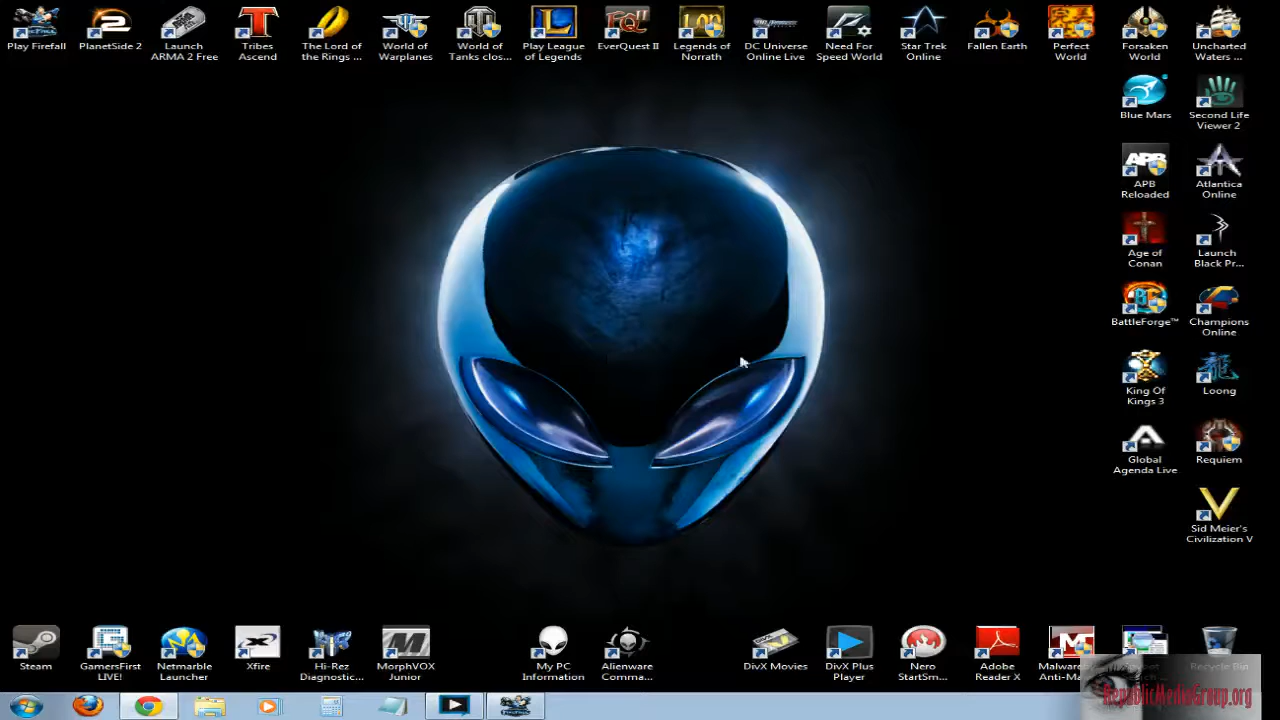 Play Firefall
PlanetSide 2
Launch
ARMA 2 Free
Tribes
Ascend
The Lord of
the Rings ...
World of
Warplanes
World of
Tanks clos...
Play League
of Legends
EverQuest II
Legends of
Norrath
DC Universe
Online Live
Need For
Speed World
Star Trek
Online
Fallen Earth
Perfect
World
Forsaken
World
Uncharted
Waters ...
Blue Mars
Second Life
Viewer 2
APB
Reloaded
Atlantica
Online
Age of
Conan
Launch
Black Pr...
BattleForge™
Champions
Online
King Of
Kings 3
Loong
Global
Agenda Live
Requiem
Sid Meier's
Civilization V
Steam
GamersFirst
LIVE!
Netmarble
Launcher
Xfire
Hi-Rez
Diagnostic...
MorphVOX
Junior
My PC
Information
Alienware
Comma...
DivX Movies
DivX Plus
Player
Nero
StartSm...
Adobe
Reader X
Malware
Anti-Ma
Recycle Bin
RepublicMediaGroup.org